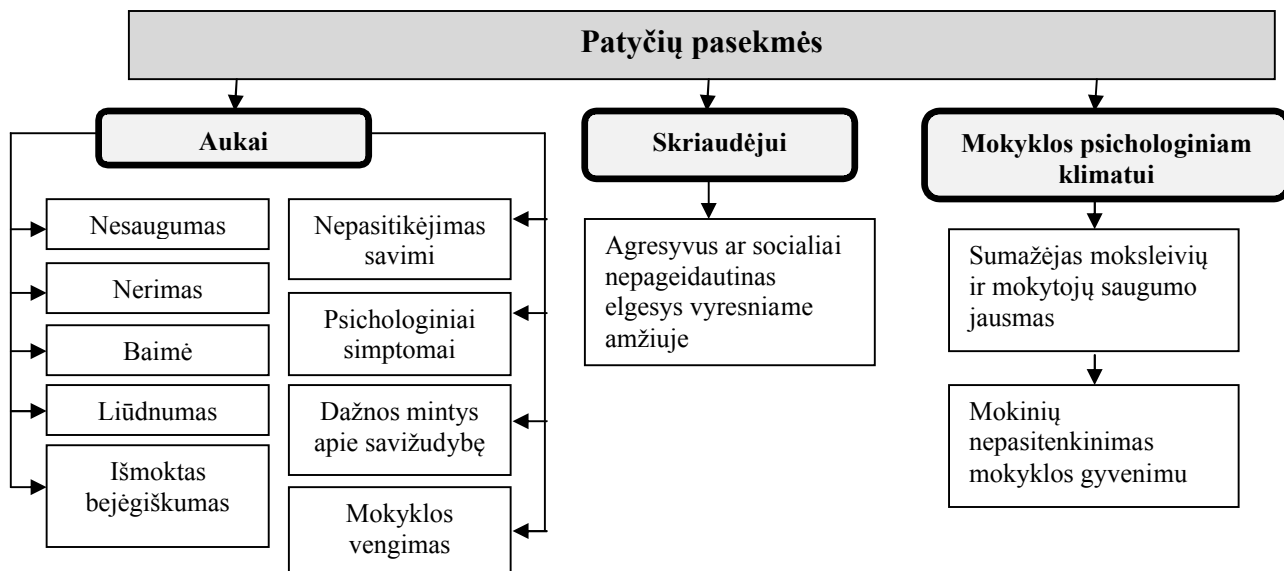 Patyčių pasekmės
Aukai
Nesaugumas
Nerimas
Baimė
Liūdnumas
Išmoktas
bejėgiškumas
Nepasitikėjimas
savimi
Psichologiniai
simptomai
Dažnos mintys
apie savižudybę
Mokyklos
vengimas
Skriaudėjui
Agresyvus ar socialiai
nepageidautinas
elgesys vyresniame
amžiuje
Mokyklos psichologiniam
klimatui
Sumažėjas moksleivių
ir mokytojų saugumo
jausmas
Mokinių
nepasitenkinimas
mokyklos gyvenimu